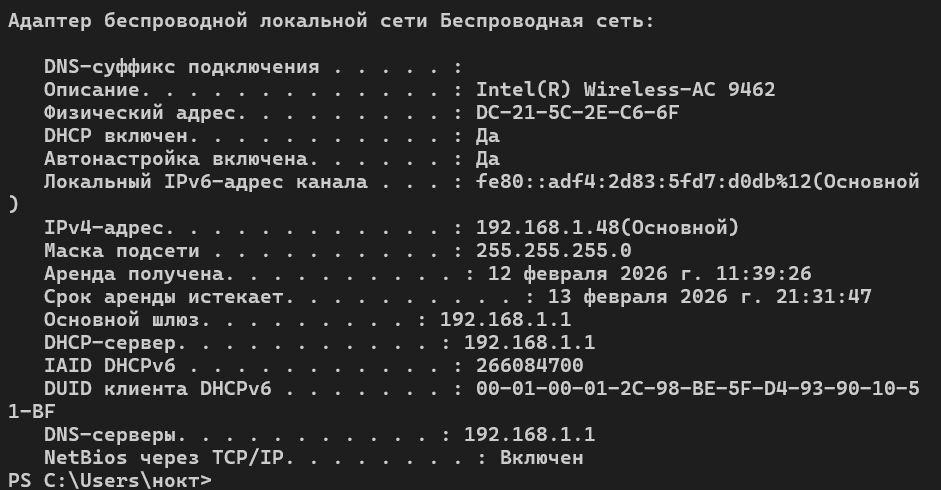 Адаптер беспроводной локальной сети Беспроводная сеть:
DNS-суффикс подключения . . . . . :
Описание. . . . . . . . . . . . . : Intel(R) Wireless-AC 9462
Физический адрес. . . . . . . . . : DC-21-5C-2E-C6-6F
DHCP включен. . . . . . . . . . . : Да
Автонастройка включена. . . . . . : Да
Локальный IPv6-адрес канала . . . : fe80::adf4:2d83:5fd7:d0db%12(Основной
)
IPv4-адрес. . . . . . . . . . . . : 192.168.1.48(Основной)
Маска подсети . . . . . . . . . . : 255.255.255.0
Аренда получена. . . . . . . . . . : 12 февраля 2026 г. 11:39:26
Срок аренды истекает. . . . . . . . . . : 13 февраля 2026 г. 21:31:47
Основной шлюз. . . . . . . . . : 192.168.1.1
DHCP-сервер. . . . . . . . . . . : 192.168.1.1
IAID DHCPv6 . . . . . . . . . . . : 266084700
DUID клиента DHCPv6 . . . . . . . : 00-01-00-01-2C-98-BE-5F-D4-93-90-10-5
1-BF
DNS-серверы. . . . . . . . . . . : 192.168.1.1
NetBios через TCP/IP. . . . . . . . : Включен
PS C:\Users\нокт>